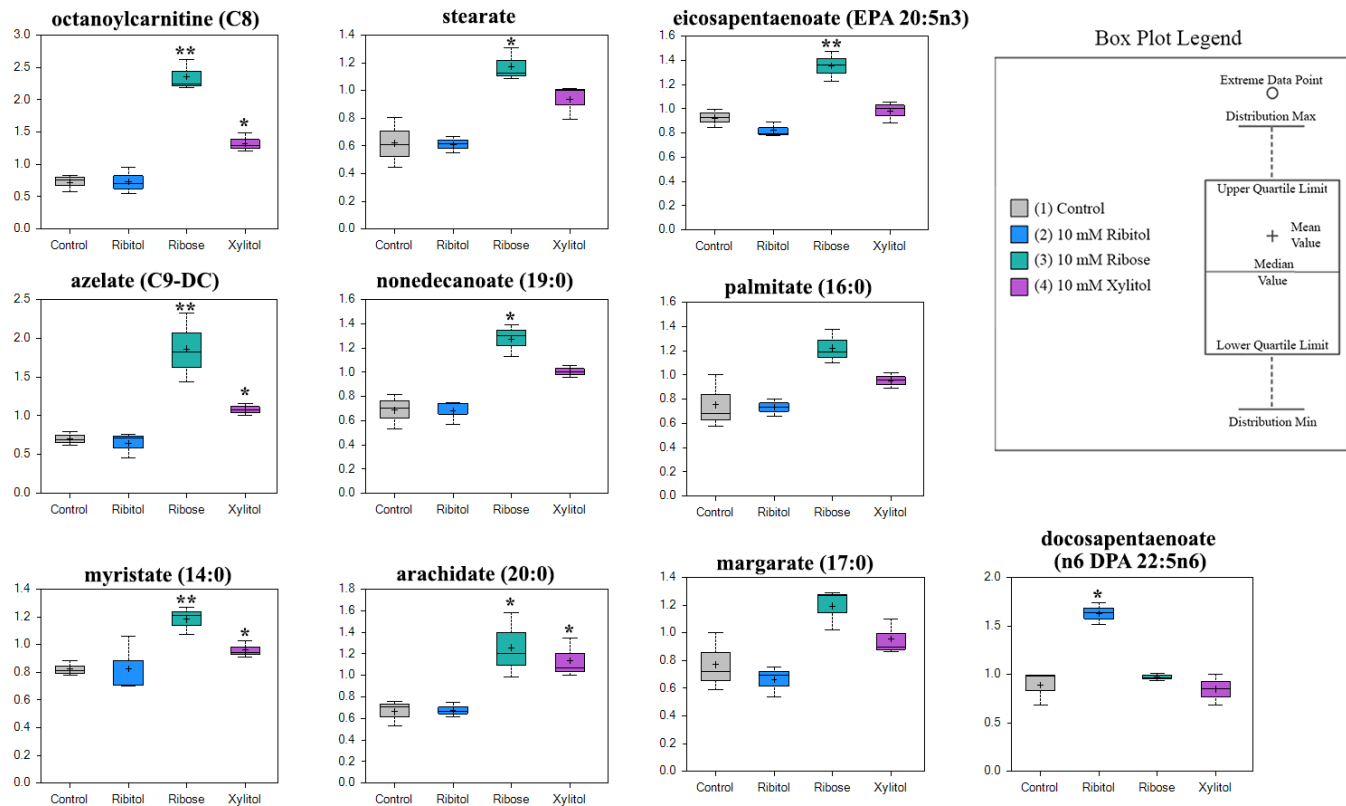 octanoylcarnitine (C8)
3.0
2.5
2.0
1.5
1.0
0.5
0.0
**
*
Control Ribitol Ribose Xylitol
stearate
1.4
1.2
1.0
0.8
0.6
0.4
0.2
0.0
*
Control Ribitol Ribose Xylitol
eicosapentaenoate (EPA 20:5n3)
1.6
1.4
1.2
1.0
0.8
0.6
0.4
0.2
0.0
**
Control Ribitol Ribose Xylitol
Box Plot Legend
(1) Control
(2) 10 mM Ribitol
(3) 10 mM Ribose
(4) 10 mM Xylitol
Extreme Data Point
Distribution Max
Upper Quartile Limit
Mean
Value
Median
Value
Lower Quartile Limit
Distribution Min
azelate (C9-DC)
2.5
2.0
1.5
1.0
0.5
0.0
**
*
Control Ribitol Ribose Xylitol
nonedecanoate (19:0)
1.6
1.4
1.2
1.0
0.8
0.6
0.4
0.2
0.0
*
Control Ribitol Ribose Xylitol
palmitate (16:0)
1.6
1.4
1.2
1.0
0.8
0.6
0.4
0.2
0.0
Control Ribitol Ribose Xylitol
myristate (14:0)
1.4
1.2
1.0
0.8
0.6
0.4
0.2
0.0
**
*
Control Ribitol Ribose Xylitol
arachidate (20:0)
1.8
1.6
1.4
1.2
1.0
0.8
0.6
0.4
0.2
0.0
*
*
Control Ribitol Ribose Xylitol
margarate (17:0)
1.4
1.2
1.0
0.8
0.6
0.4
0.2
0.0
Control Ribitol Ribose Xylitol
docosapentaenoate
(n6 DPA 22:5n6)
2.0
1.5
1.0
0.5
0.0
*
Control Ribitol Ribose Xylitol